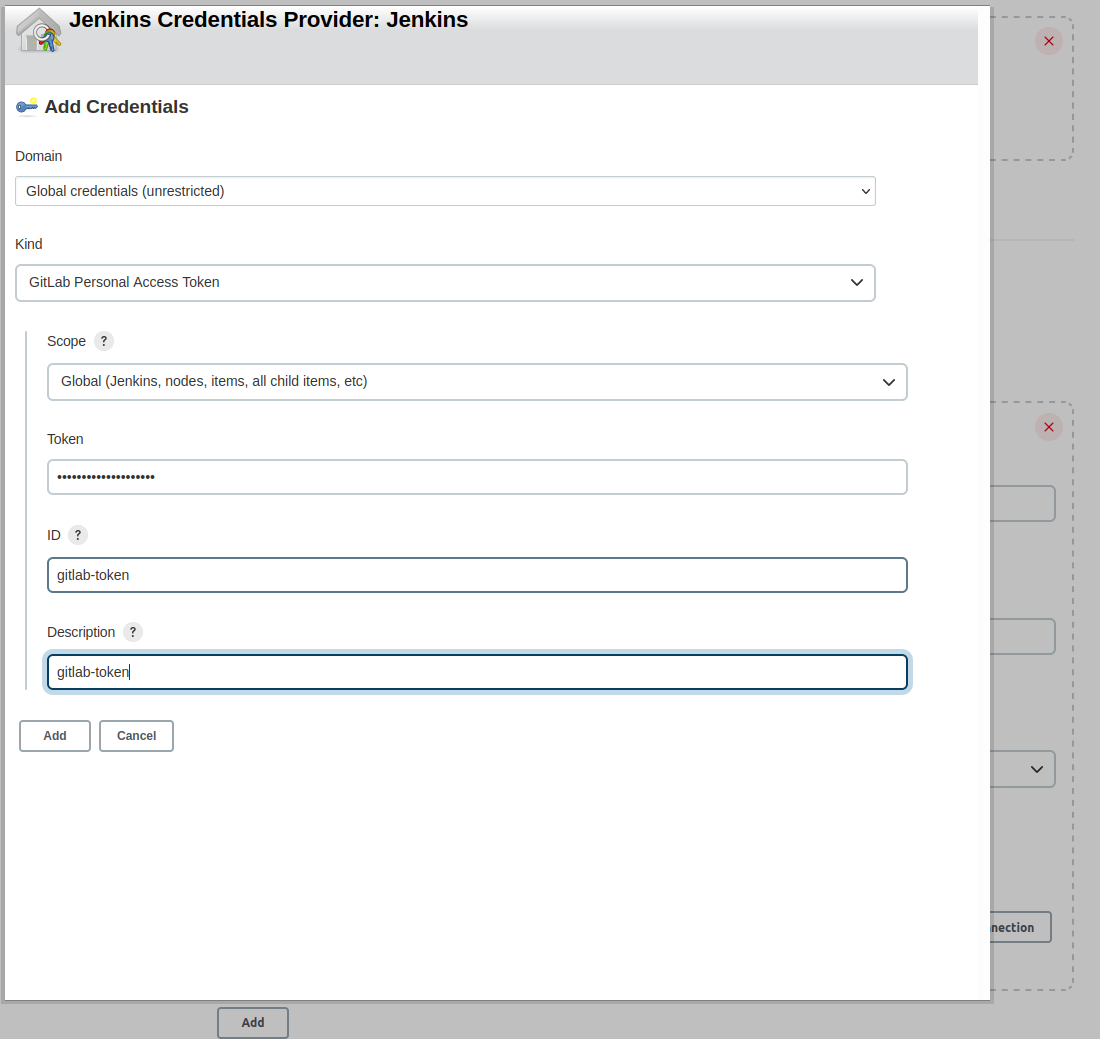 Jenkins Credentials Provider: Jenkins
Add Credentials
Domain
Global credentials (unrestricted)
Kind
GitLab Personal Access Token
Scope ?
Global (Jenkins, nodes, items, all child items, etc)
Token
••••••••••••••••••••
ID ?
gitlab-token
Description ?
gitlab-token
Add Cancel
nection
Add